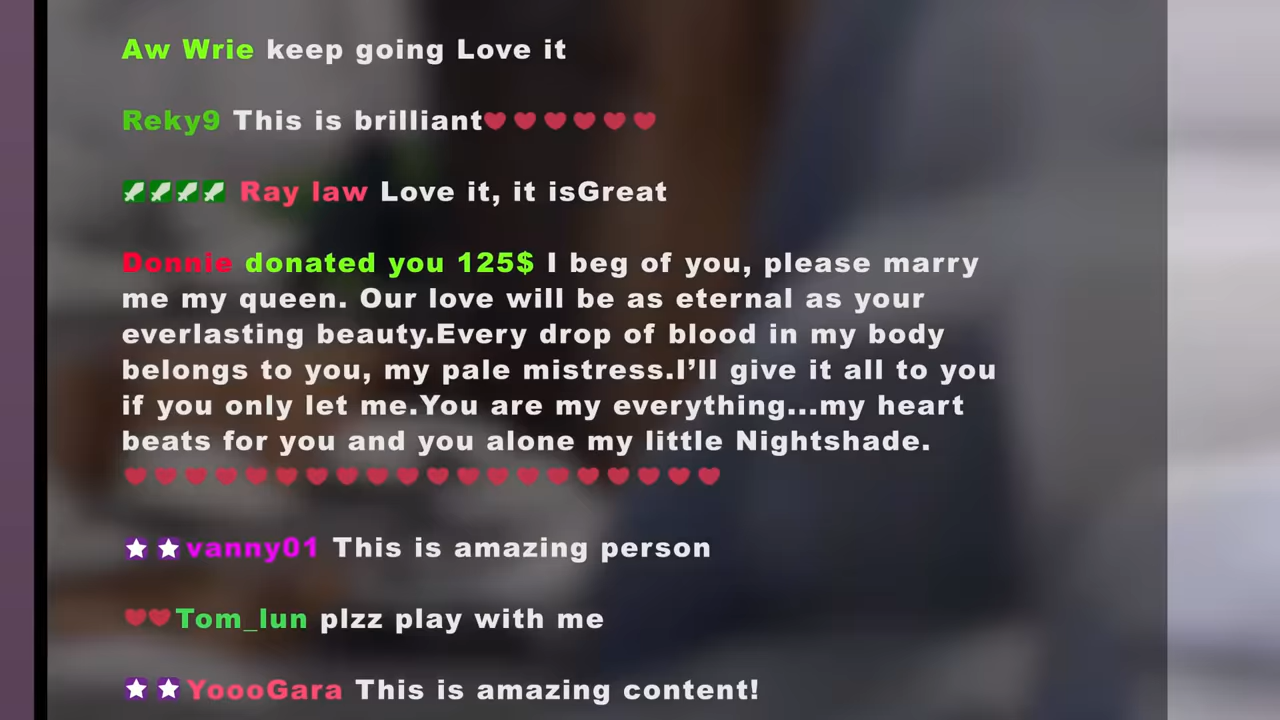 Aw Wrie keep going Love it
Reky9 This is brilliant❤❤❤❤❤❤
Ray law Love it, it isGreat
Donnie donated you 125$ I beg of you, please marry
me my queen. Our love will be as eternal as your
everlasting beauty.Every drop of blood in my body
belongs to you, my pale mistress.I’ll give it all to you
if you only let me.You are my everything...my heart
beats for you and you alone my little Nightshade.
❤❤❤❤❤❤❤❤❤❤❤❤❤❤❤❤❤❤❤❤
vanny01 This is amazing person
❤❤Tom_lun plzz play with me
YoooGara This is amazing content!